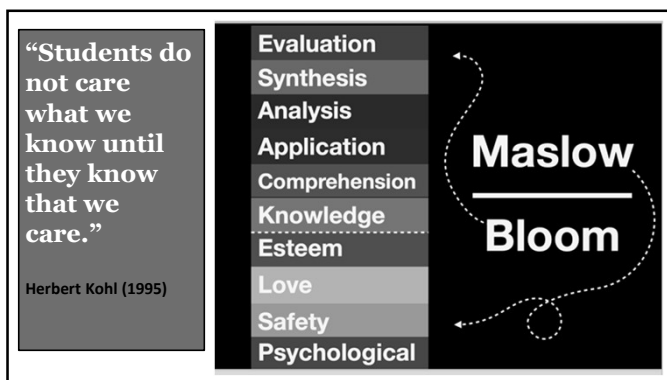 “Students do
not care
what we
know until
they know
that we
care.”
Herbert Kohl (1995)
Evaluation
Synthesis
Analysis
Application
Comprehension
Knowledge
Esteem
Love
Safety
Psychological
Maslow
Bloom